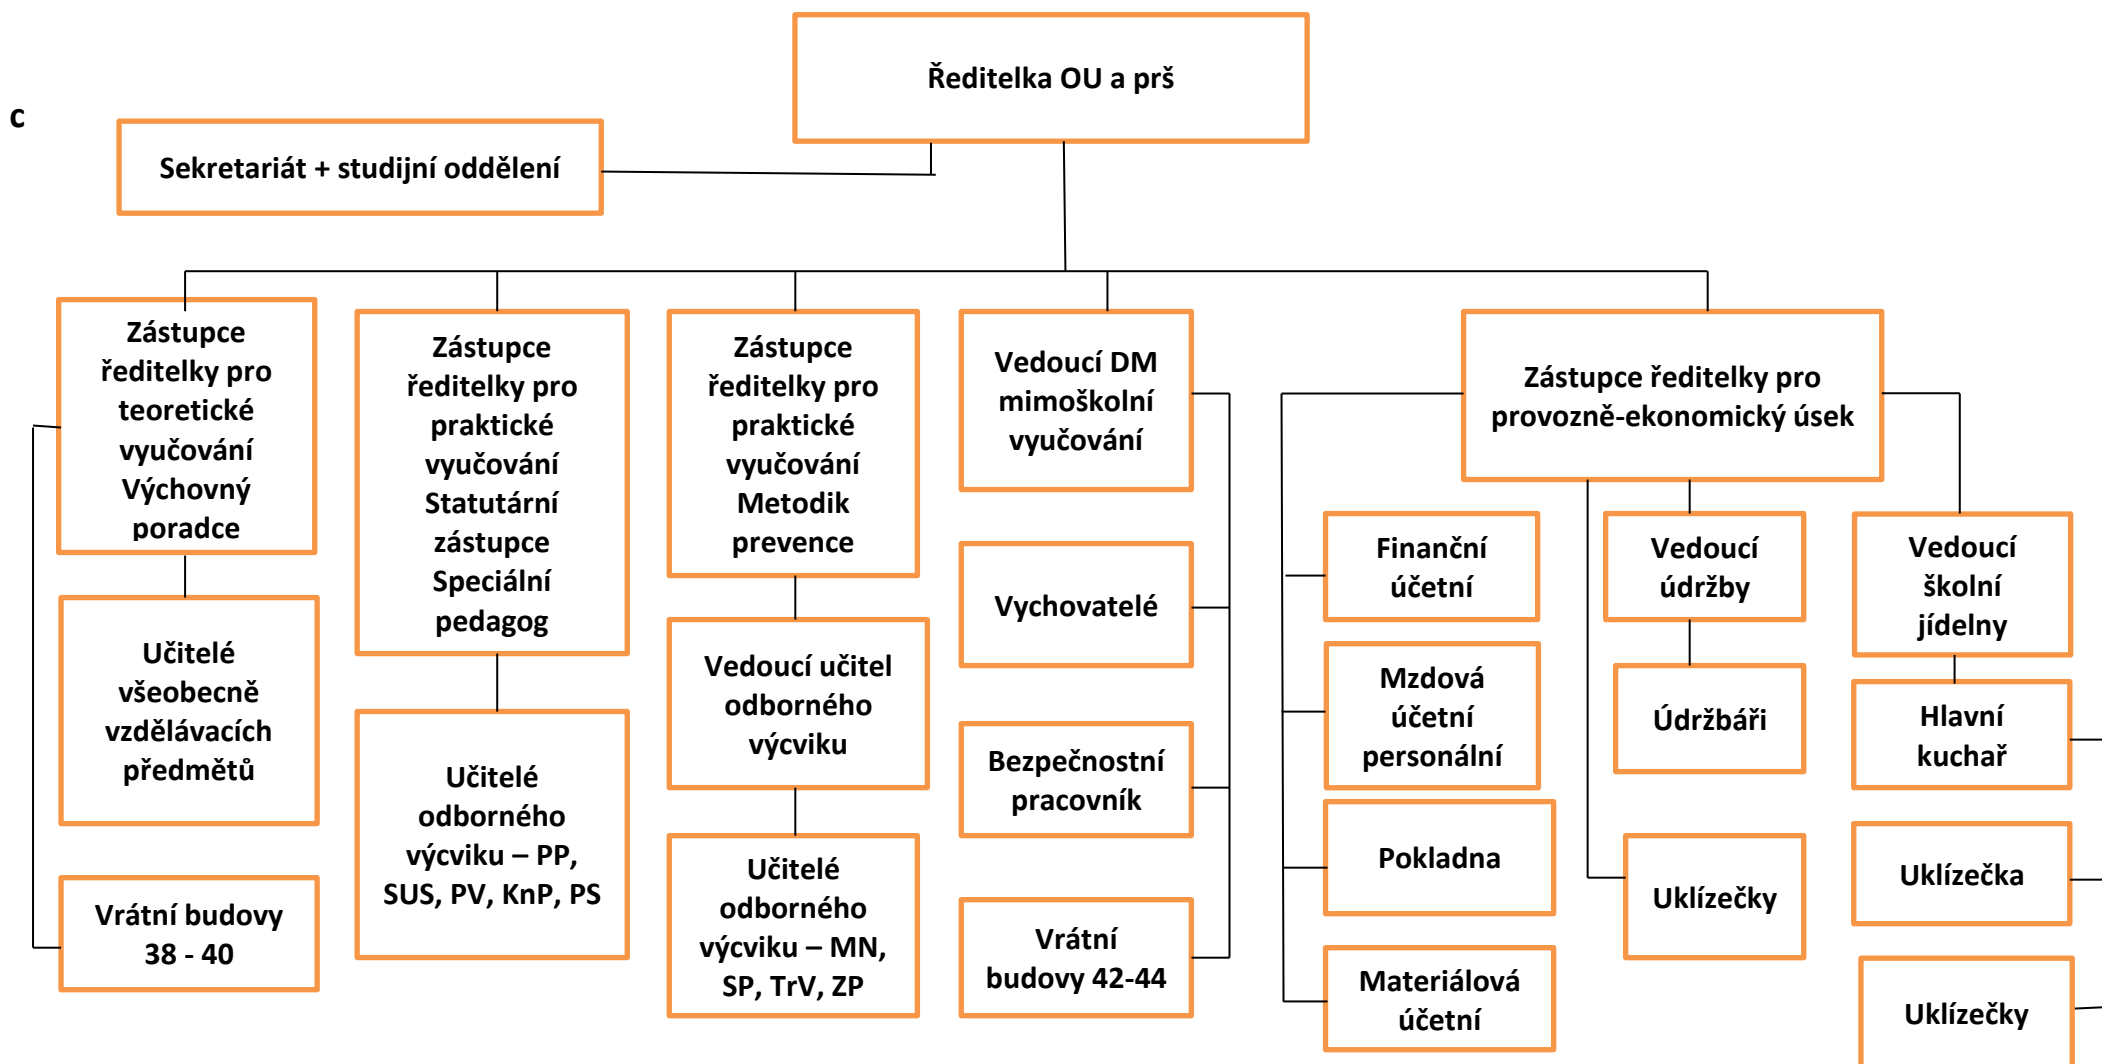 Ředitelka OU a prš
c
Sekretariát + studijní oddělení
Zástupce
ředitelky pro
teoretické
vyučování
Výchovný
poradce
Učitelé
všeobecně
vzdělávacích
předmětů
Vrátní budovy
38 - 40
Zástupce
ředitelky pro
praktické
vyučování
Statutární
zástupce
Speciální
pedagog
Učitelé
odborného
výcviku – PP,
SUS, PV, KnP, PS
Zástupce
ředitelky pro
praktické
vyučování
Metodik
prevence
Vedoucí učitel
odborného
výcviku
Učitelé
odborného
výcviku – MN,
SP, TrV, ZP
Vedoucí DM
mimoškolní
vyučování
Vychovatelé
Bezpečnostní
pracovník
Vrátní
budovy 42-44
Zástupce ředitelky pro
provozně-ekonomický úsek
Finanční
účetní
Mzdová
účetní
personální
Pokladna
Materiálová
účetní
Vedoucí
údržby
Údržbáři
Uklízečky
Vedoucí
školní
jídelny
Hlavní
kuchař
Uklízečka
Uklízečky